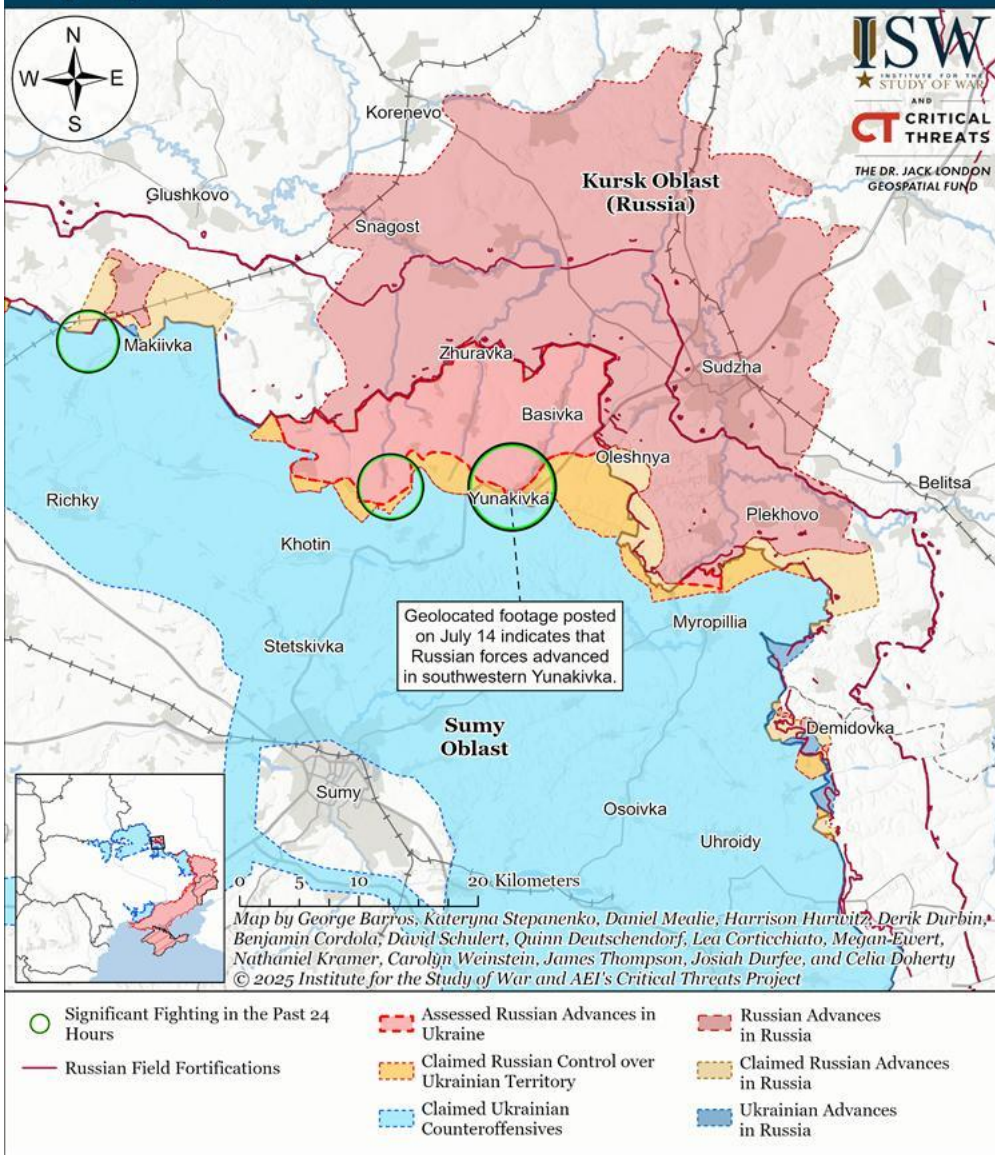 N
W E
S
ISW
INSTITUTE FOR THE
STUDY OF WAR
AND
CT CRITICAL
THREATS
THE DR. JACK LONDON
GEOSPATIAL FUND
Korenevo
Glushkovo
Kursk Oblast
(Russia)
Snagost
Makiivka
Zhuravka
Sudzha
Basivka
Oleshnya
Belitsa
Richky
Yunakivka
Plekhovo
Khotin
Geolocated footage posted
on July 14 indicates that
Russian forces advanced
in southwestern Yunakivka.
Myropillia
Stetskivka
Sumy
Oblast
Demidovka
Sumy
Osoivka
Uhroidy
0 5 10 20 Kilometers
Map by George Barros, Kateryna Stepanenko, Daniel Mealie, Harrison Hurwitz, Derik Durbin,
Benjamin Cordola, David Schulert, Quinn Deutschendorf, Lea Corticchiato, Megan Ewert,
Nathaniel Kramer, Carolyn Weinstein, James Thompson, Josiah Durfee, and Celia Doherty
© 2025 Institute for the Study of War and AEI's Critical Threats Project
Significant Fighting in the Past 24
Hours
Russian Field Fortifications
Assessed Russian Advances in
Ukraine
Claimed Russian Control over
Ukrainian Territory
Claimed Ukrainian
Counteroffensives
Russian Advances
in Russia
Claimed Russian Advances
in Russia
Ukrainian Advances
in Russia